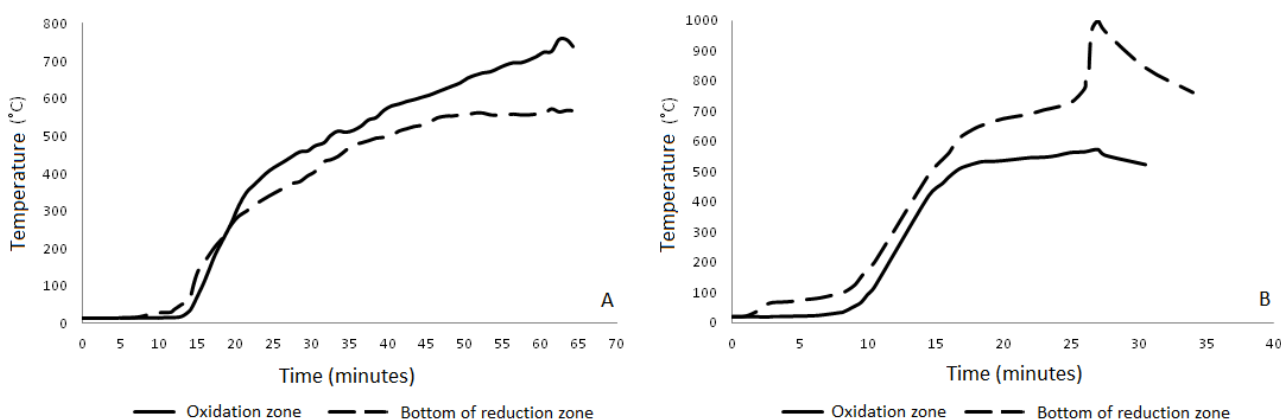 800
700
600
500
400
300
200
100
0
Temperature (°C)
0 5 10 15 20 25 30 35 40 45 50 55 60 65 70
A
Time (minutes)
Oxidation zone Bottom of reduction zone
1000
900
800
700
600
500
400
300
200
100
0
Temperature (°C)
0 5 10 15 20 25 30 35 40
B
Time (minutes)
Oxidation zone Bottom of reduction zone